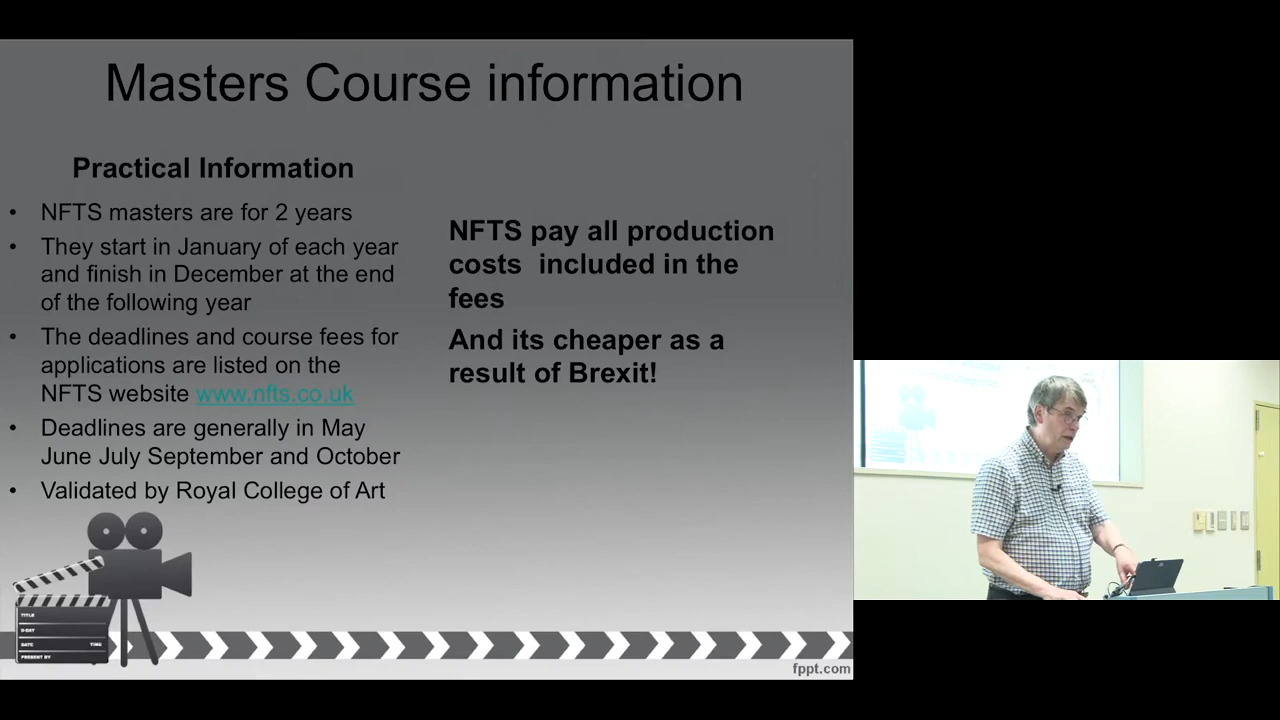 Masters Course information
Practical Information
• NFTS masters are for 2 years
• They start in January of each year
and finish in December at the end
of the following year
• The deadlines and course fees for
applications are listed on the
NFTS website www.nfts.co.uk
• Deadlines are generally in May
June July September and October
• Validated by Royal College of Art
NFTS pay all production
costs  included in the
fees
And its cheaper as a
result of Brexit!
TITLE
DATE TIME
PRESENT BY
fppt.com